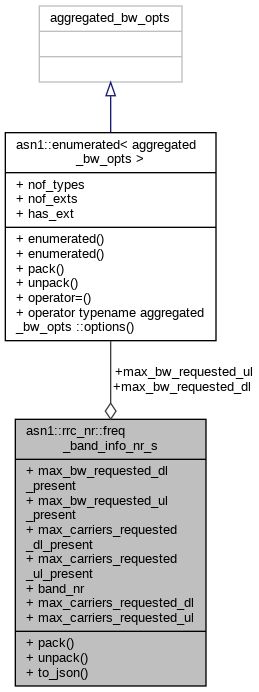 aggregated_bw_opts
asn1::enumerated< aggregated
_bw_opts >
+ nof_types
+ nof_exts
+ has_ext
+ enumerated()
+ enumerated()
+ pack()
+ unpack()
+ operator=()
+ operator typename aggregated
_bw_opts ::options()
+max_bw_requested_ul
+max_bw_requested_dl
asn1::rrc_nr::freq
_band_info_nr_s
+ max_bw_requested_dl
_present
+ max_bw_requested_ul
_present
+ max_carriers_requested
_dl_present
+ max_carriers_requested
_ul_present
+ band_nr
+ max_carriers_requested_dl
+ max_carriers_requested_ul
+ pack()
+ unpack()
+ to_json()